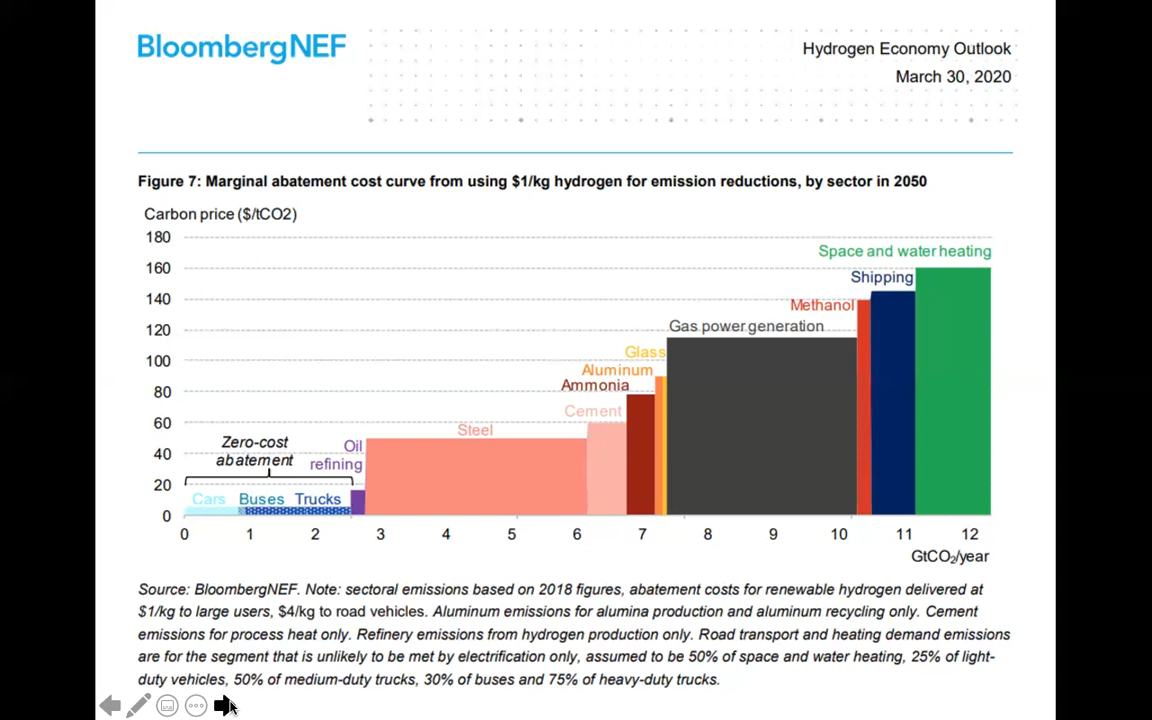 BloombergNEF
Hydrogen Economy Outlook
March 30, 2020
Figure 7: Marginal abatement cost curve from using $1/kg hydrogen for emission reductions, by sector in 2050
Carbon price ($/tCO2)
180
160
140
120
100
80
60
40
20
0
Zero-cost
abatement
Cars
Buses
Trucks
Oil
refining
Steel
Cement
Ammonia
Aluminum
Glass
Gas power generation
Methanol
Shipping
Space and water heating
0 1 2 3 4 5 6 7 8 9 10 11 12
GtCO₂/year
Source: BloombergNEF. Note: sectoral emissions based on 2018 figures, abatement costs for renewable hydrogen delivered at
$1/kg to large users, $4/kg to road vehicles. Aluminum emissions for alumina production and aluminum recycling only. Cement
emissions for process heat only. Refinery emissions from hydrogen production only. Road transport and heating demand emissions
are for the segment that is unlikely to be met by electrification only, assumed to be 50% of space and water heating, 25% of light-
duty vehicles, 50% of medium-duty trucks, 30% of buses and 75% of heavy-duty trucks.